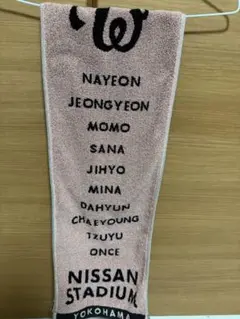 W
NAYEON
JEONGYEON
MOMO
SANA
JIHYO
MINA
DAHYUN
CHAEYOUNG
TZUYU
ONCE
NISSAN
STADIUM
YOKOHAMA